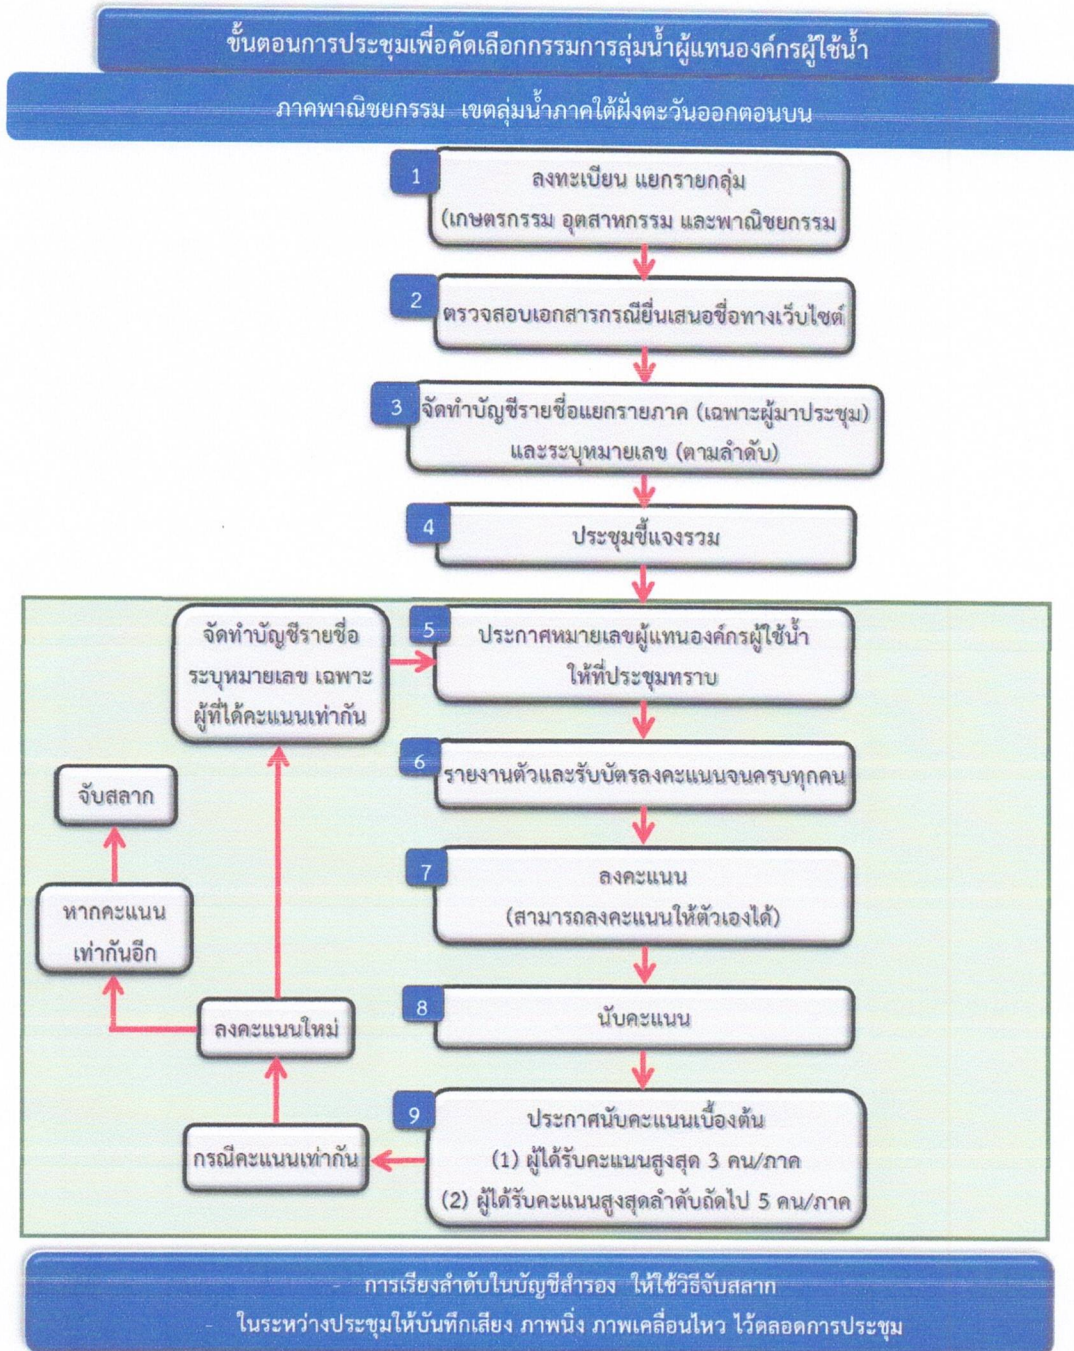 ขั้นตอนการประชุมเพื่อคัดเลือกกรรมการลุ่มน้ำผู้แทนองค์กรผู้ใช้น้ำ
ภาคพาณิชยกรรม เขตลุ่มน้ำภาคใต้ฝั่งตะวันออกตอนบน
1
ลงทะเบียน แยกรายกลุ่ม
(เกษตรกรรม อุตสาหกรรม และพาณิชยกรรม
2
ตรวจสอบเอกสารกรณียื่นเสนอชื่อทางเว็บไซต์
3
จัดทำบัญชีรายชื่อแยกรายภาค (เฉพาะผู้มาประชุม)
และระบุหมายเลข (ตามลำดับ)
4
ประชุมชี้แจงรวม
5
ประกาศหมายเลขผู้แทนองค์กรผู้ใช้น้ำ
ให้ที่ประชุมทราบ
จัดทำบัญชีรายชื่อ
ระบุหมายเลข เฉพาะ
ผู้ที่ได้คะแนนเท่ากัน
6
รายงานตัวและรับบัตรลงคะแนนจนครบทุกคน
จับสลาก
7
ลงคะแนน
(สามารถลงคะแนนให้ตัวเองได้)
หากคะแนน
เท่ากันอีก
8
นับคะแนน
ลงคะแนนใหม่
9
ประกาศนับคะแนนเบื้องต้น
(1) ผู้ได้รับคะแนนสูงสุด 3 คน/ภาค
(2) ผู้ได้รับคะแนนสูงสุดลำดับถัดไป 5 คน/ภาค
กรณีคะแนนเท่ากัน
- การเรียงลำดับในบัญชีสำรอง ให้ใช้วิธีจับสลาก
- ในระหว่างประชุมให้บันทึกเสียง ภาพนิ่ง ภาพเคลื่อนไหว ไว้ตลอดการประชุม